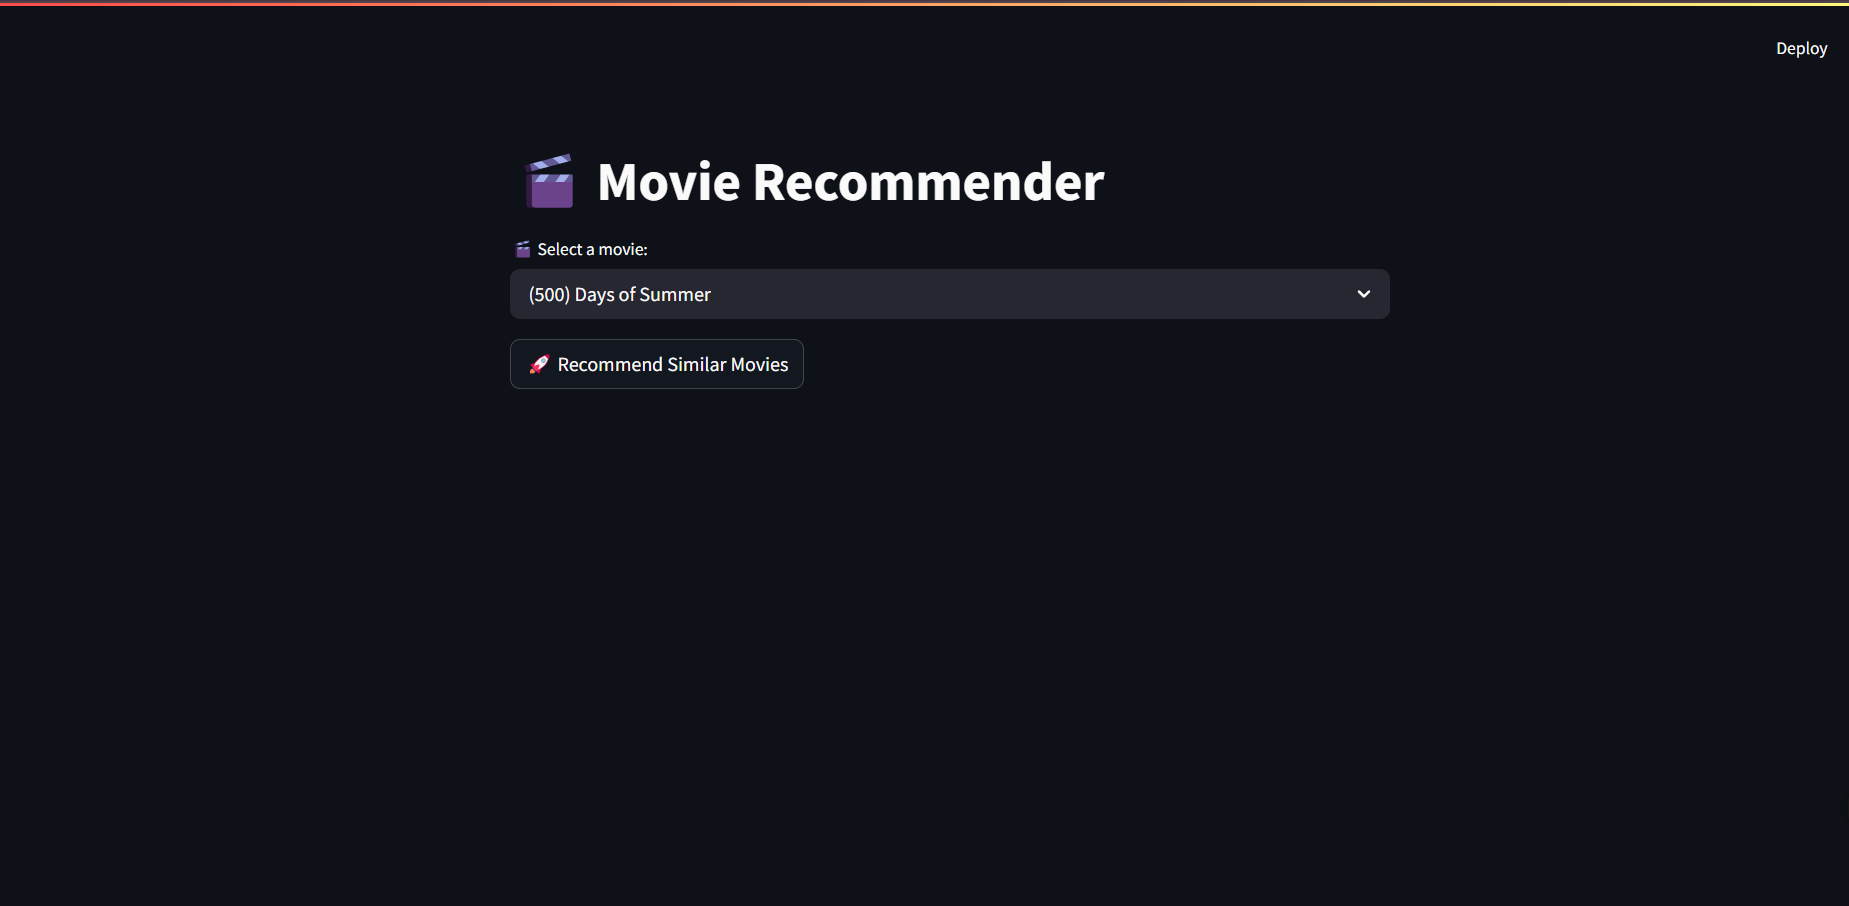 Deploy
🎬 Movie Recommender
🎬 Select a movie:
(500) Days of Summer
🚀 Recommend Similar Movies